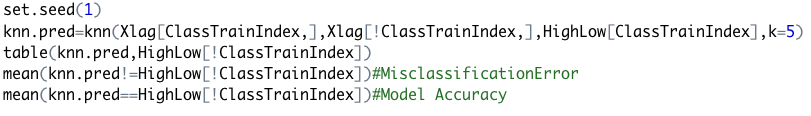 set.seed(1)
knn.pred=knn(Xlag[ClassTrainIndex,],Xlag[!ClassTrainIndex,],HighLow[ClassTrainIndex],k=5)
table(knn.pred,HighLow[!ClassTrainIndex])
mean(knn.pred!=HighLow[!ClassTrainIndex])#MisclassificationError
mean(knn.pred==HighLow[!ClassTrainIndex])#Model Accuracy